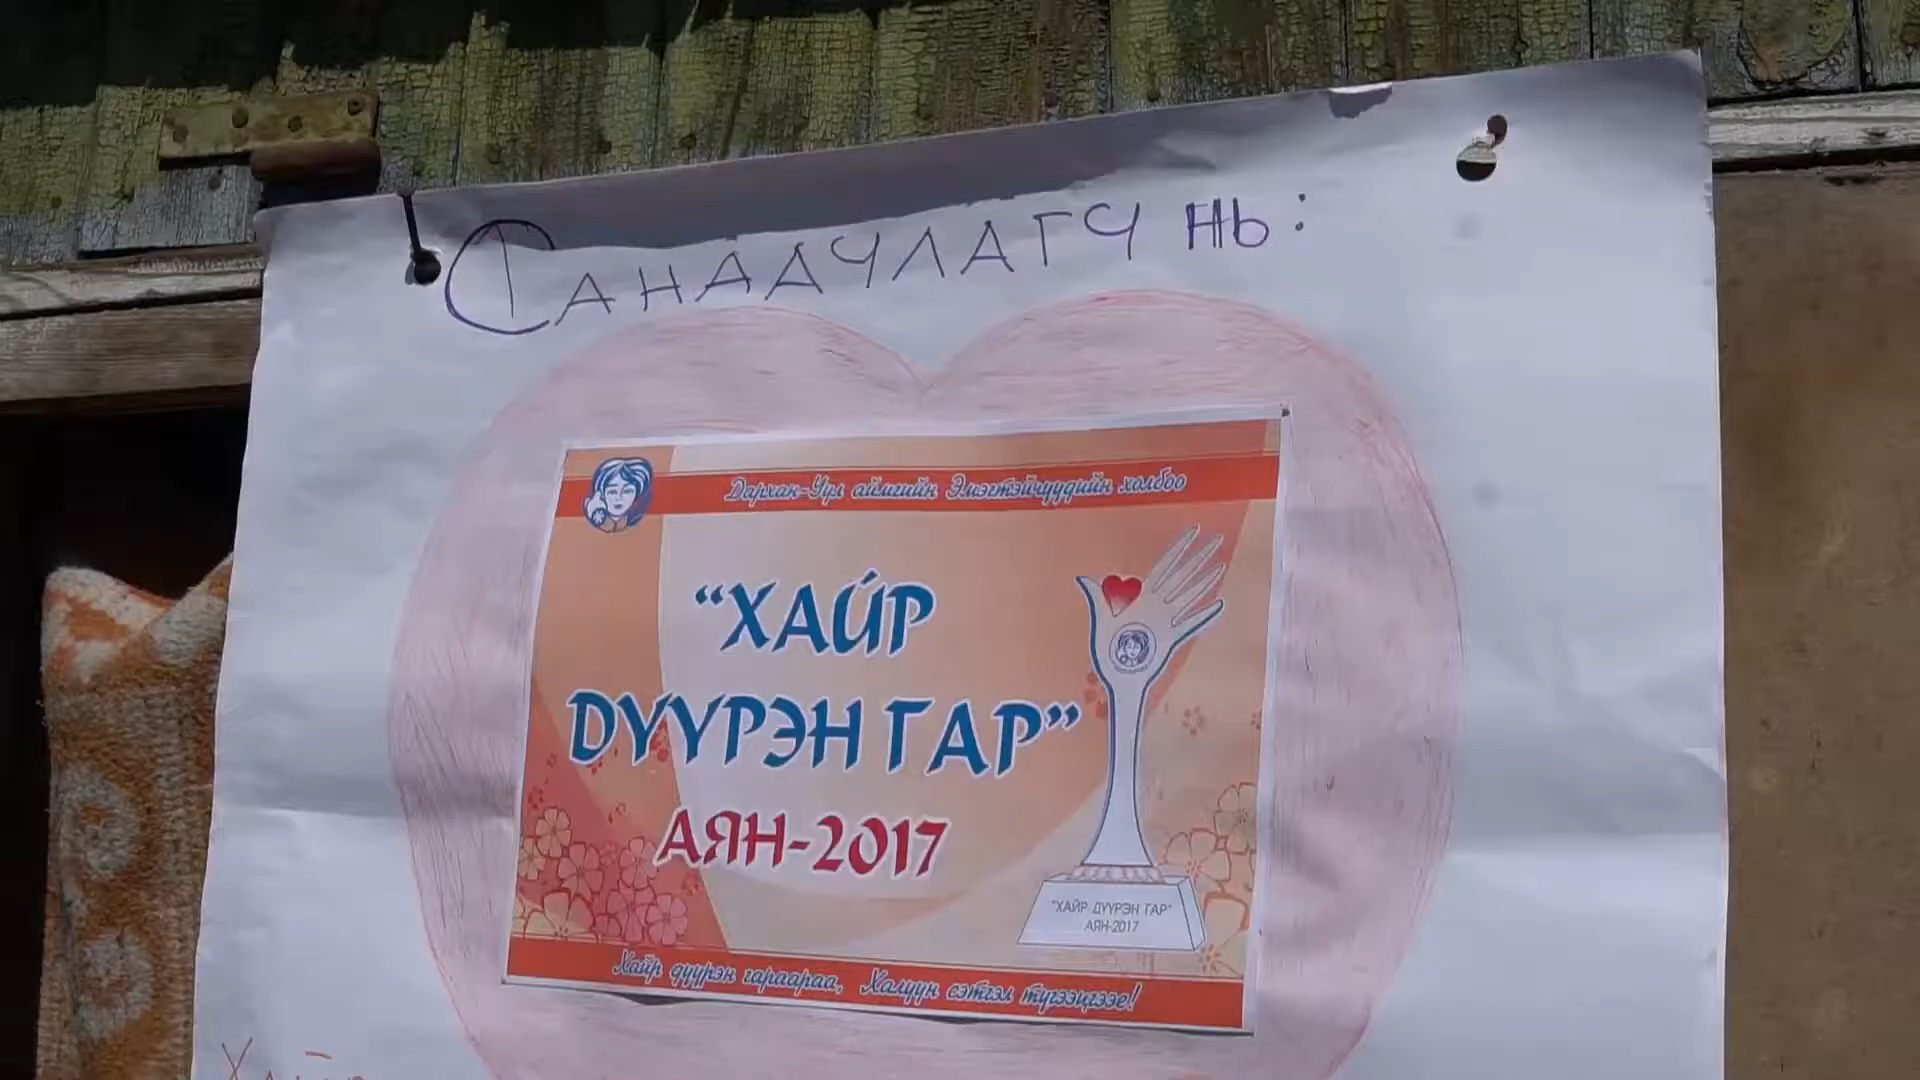 САНААЧЛАГЧ НЬ:
Дархан-Уул аймгийн Эмэгтэйчүүдийн холбоо
“ХАЙР
ДҮҮРЭН ГАР”
АЯН-2017
“ХАЙР ДҮҮРЭН ГАР”
АЯН-2017
Хайр дүүрэн гараараа, Халуун сэтгэл түгээцгээе!